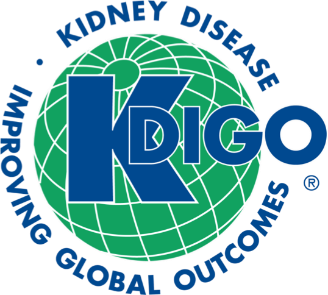 KIDNEY DISEASE
IMPROVING GLOBAL OUTCOMES
KDIGO
®